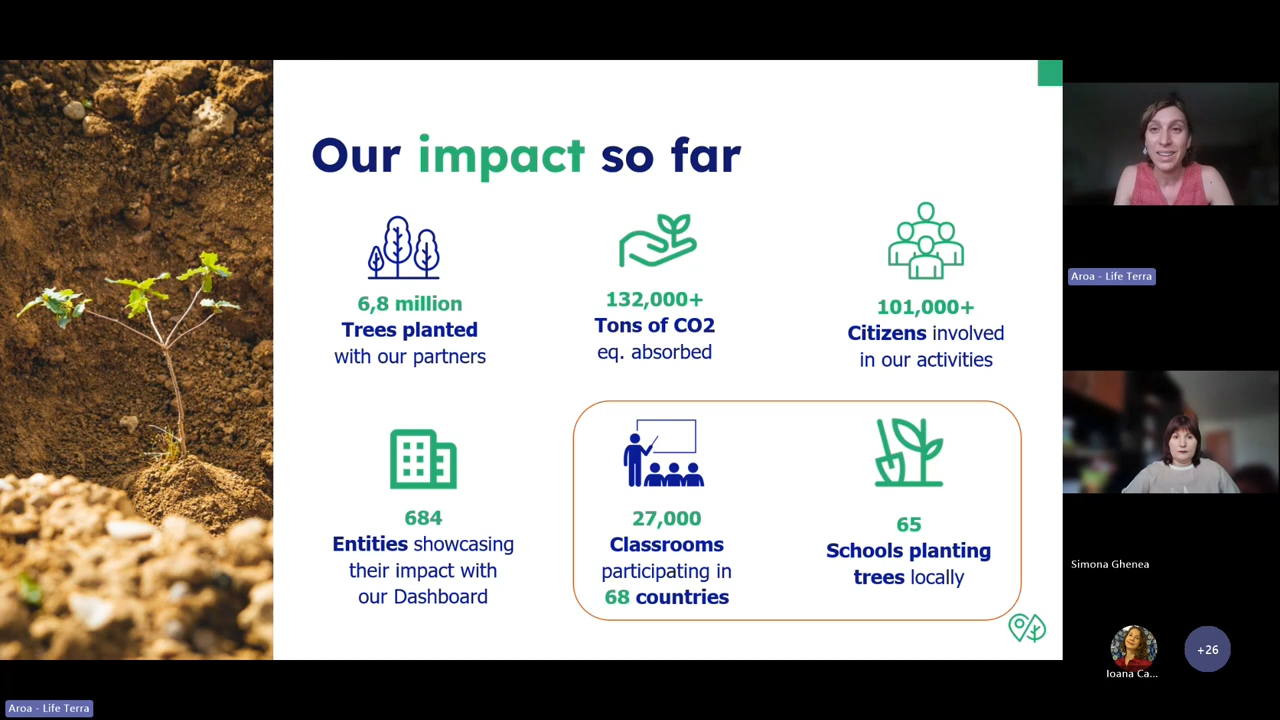 Our impact so far
6,8 million
Trees planted
with our partners
132,000+
Tons of CO2
eq. absorbed
101,000+
Citizens involved
in our activities
684
Entities showcasing
their impact with
our Dashboard
27,000
Classrooms
participating in
68 countries
65
Schools planting
trees locally
Aroa - Life Terra
Simona Ghenea
Ioana Ca...
+26
Aroa - Life Terra